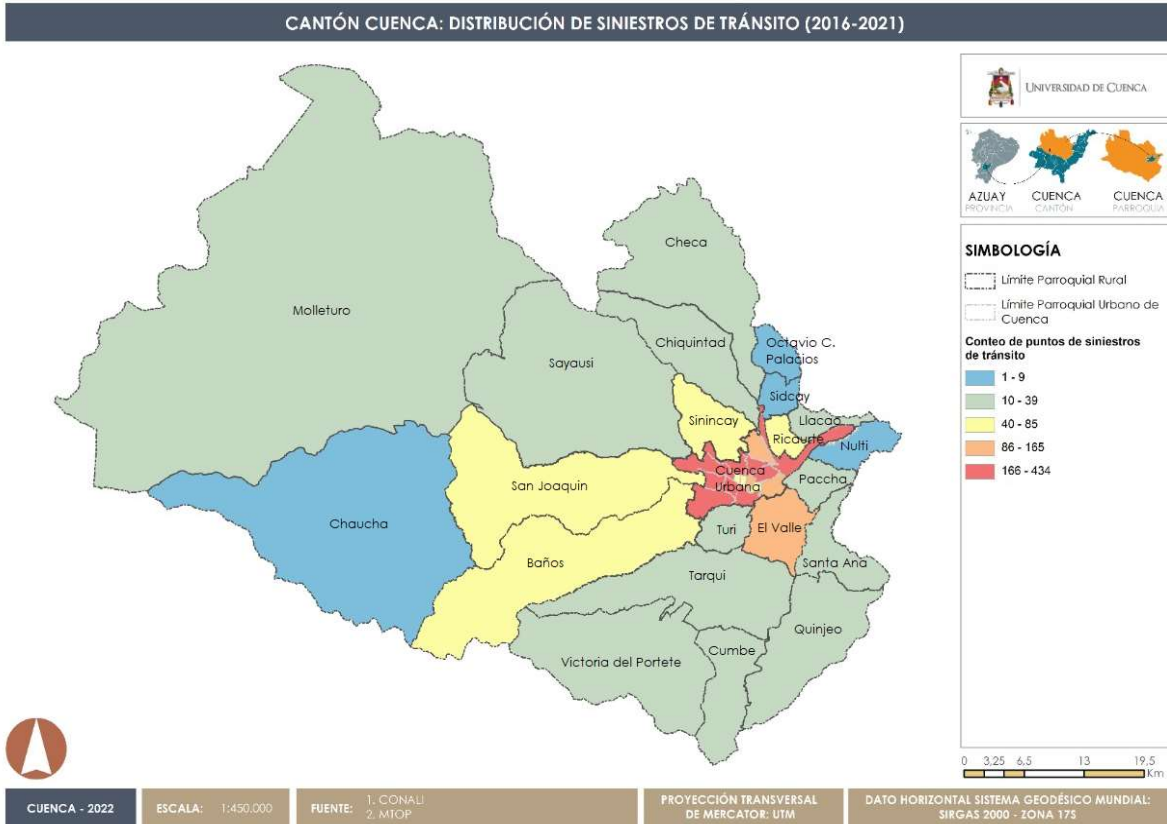 CANTÓN CUENCA: DISTRIBUCIÓN DE SINIESTROS DE TRÁNSITO (2016-2021)
UNIVERSIDAD DE CUENCA
AZUAY
PROVINCIA
CUENCA
CANTÓN
CUENCA
PARROQUIA
SIMBOLOGÍA
Límite Parroquial Rural
Límite Parroquial Urbano de
Cuenca
Conteo de puntos de siniestros
de tránsito
1 - 9
10 - 39
40 - 85
86 - 165
166 - 434
Checa
Molleturo
Chiquintad
Octavio C.
Palacios
Sayausi
Sidcay
Sinincay
Llacao
Ricaurte
Nulti
Cuenca
Urbana
Paccha
San Joaquin
Chaucha
Turi
El Valle
Baños
Santa Ana
Tarqui
Quinjeo
Cumbe
Victoria del Portete
0 3,25 6,5 13 19,5
Km
CUENCA - 2022
ESCALA: 1:450.000
FUENTE:
1. CONALI
2. MTOP
PROYECCIÓN TRANSVERSAL
DE MERCATOR: UTM
DATO HORIZONTAL SISTEMA GEODÉSICO MUNDIAL:
SIRGAS 2000 - ZONA 17S